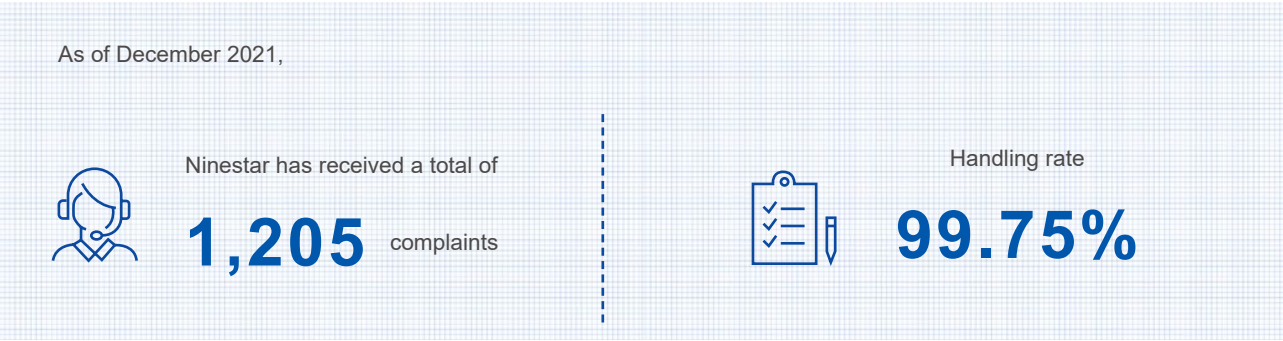 As of December 2021,
Ninestar has received a total of
1,205 complaints
Handling rate
99.75%